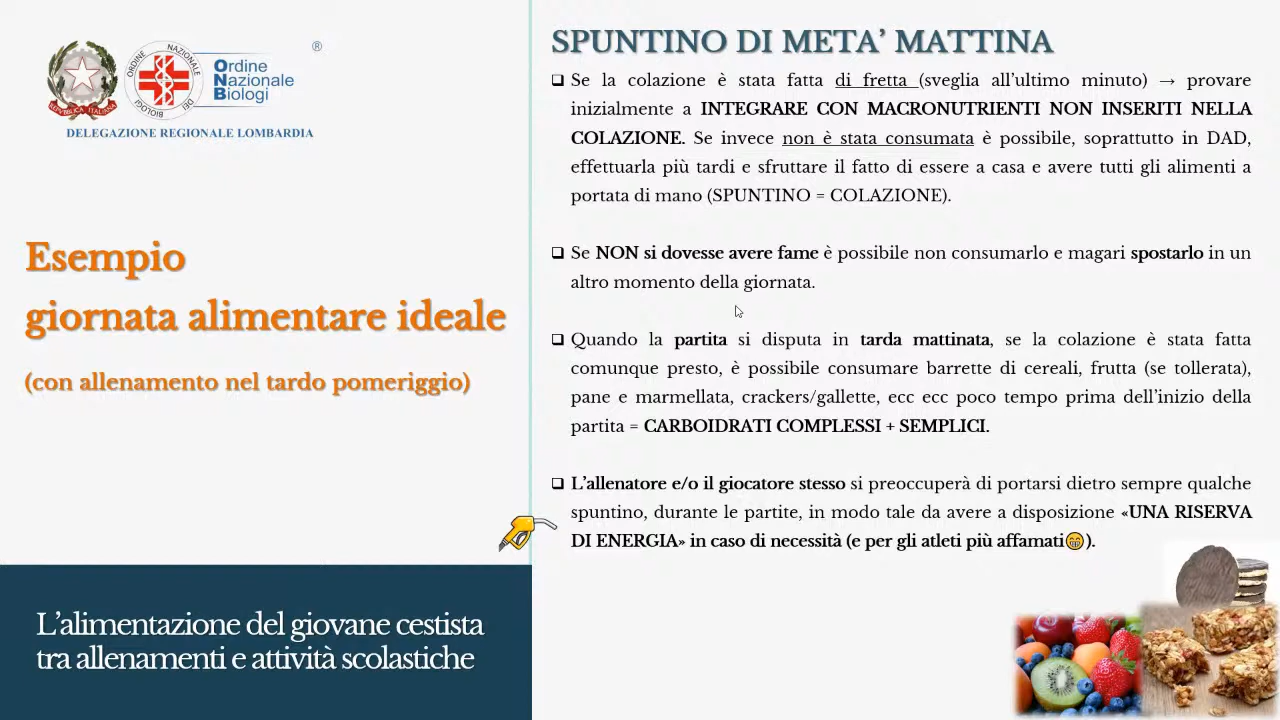 ORDINE NAZIONALE DEI BIOLOGI
REPVBBLICA ITALIANA
®
Ordine
Nazionale
Biologi
DELEGAZIONE REGIONALE LOMBARDIA
Esempio
giornata alimentare ideale
(con allenamento nel tardo pomeriggio)
L’alimentazione del giovane cestista
tra allenamenti e attività scolastiche
SPUNTINO DI META’ MATTINA
❑ Se la colazione è stata fatta di fretta (sveglia all’ultimo minuto) → provare
inizialmente a INTEGRARE CON MACRONUTRIENTI NON INSERITI NELLA
COLAZIONE. Se invece non è stata consumata è possibile, soprattutto in DAD,
effettuarla più tardi e sfruttare il fatto di essere a casa e avere tutti gli alimenti a
portata di mano (SPUNTINO = COLAZIONE).
❑ Se NON si dovesse avere fame è possibile non consumarlo e magari spostarlo in un
altro momento della giornata.
❑ Quando la partita si disputa in tarda mattinata, se la colazione è stata fatta
comunque presto, è possibile consumare barrette di cereali, frutta (se tollerata),
pane e marmellata, crackers/gallette, ecc ecc poco tempo prima dell’inizio della
partita = CARBOIDRATI COMPLESSI + SEMPLICI.
❑ L’allenatore e/o il giocatore stesso si preoccuperà di portarsi dietro sempre qualche
spuntino, durante le partite, in modo tale da avere a disposizione «UNA RISERVA
DI ENERGIA» in caso di necessità (e per gli atleti più affamati😁).